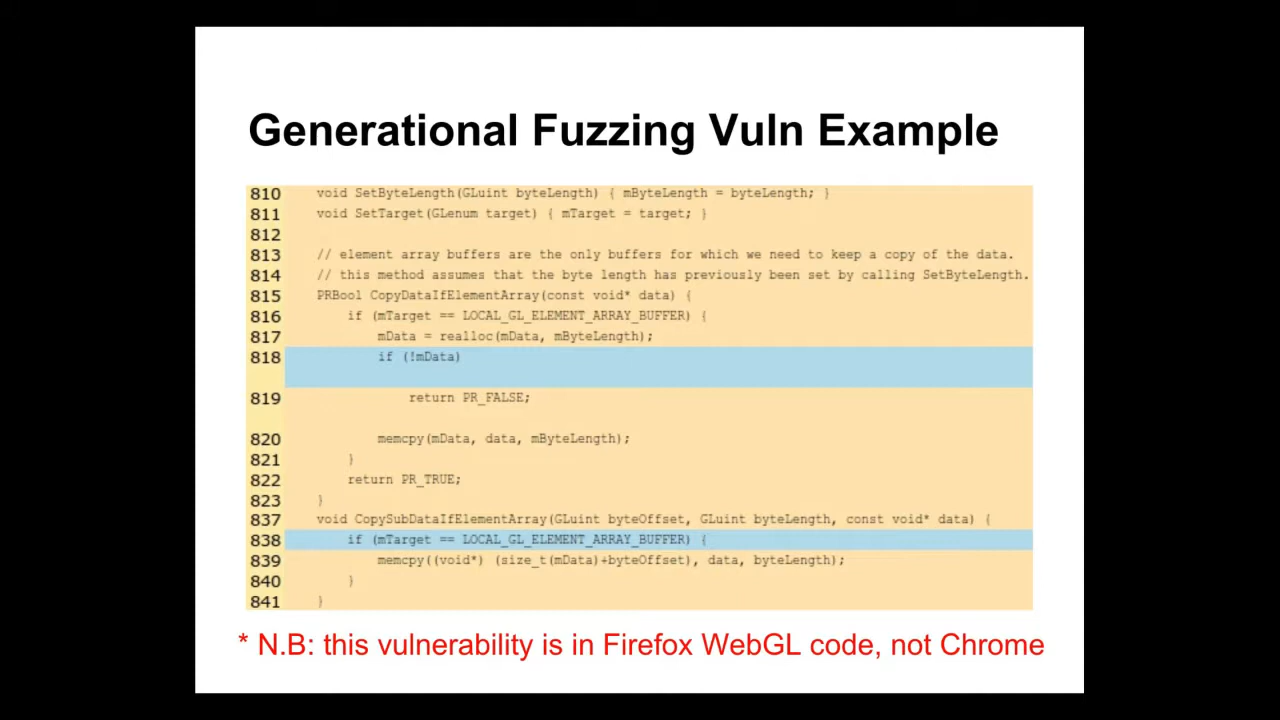 Generational Fuzzing Vuln Example
810 void SetByteLength(GLuint byteLength) { mByteLength = byteLength; }
811 void SetTarget(GLenum target) { mTarget = target; }
812
813 // element array buffers are the only buffers for which we need to keep a copy of the data.
814 // this method assumes that the byte length has previously been set by calling SetByteLength.
815 PRBool CopyDataIfElementArray(const void* data) {
816 if (mTarget == LOCAL_GL_ELEMENT_ARRAY_BUFFER) {
817 mData = realloc(mData, mByteLength);
818 if (!mData)
819 return PR_FALSE;
820 memcpy(mData, data, mByteLength);
821 }
822 return PR_TRUE;
823 }
837 void CopySubDataIfElementArray(GLuint byteOffset, GLuint byteLength, const void* data) {
838 if (mTarget == LOCAL_GL_ELEMENT_ARRAY_BUFFER) {
839 memcpy((void*) (size_t(mData)+byteOffset), data, byteLength);
840 }
841 }
* N.B: this vulnerability is in Firefox WebGL code, not Chrome